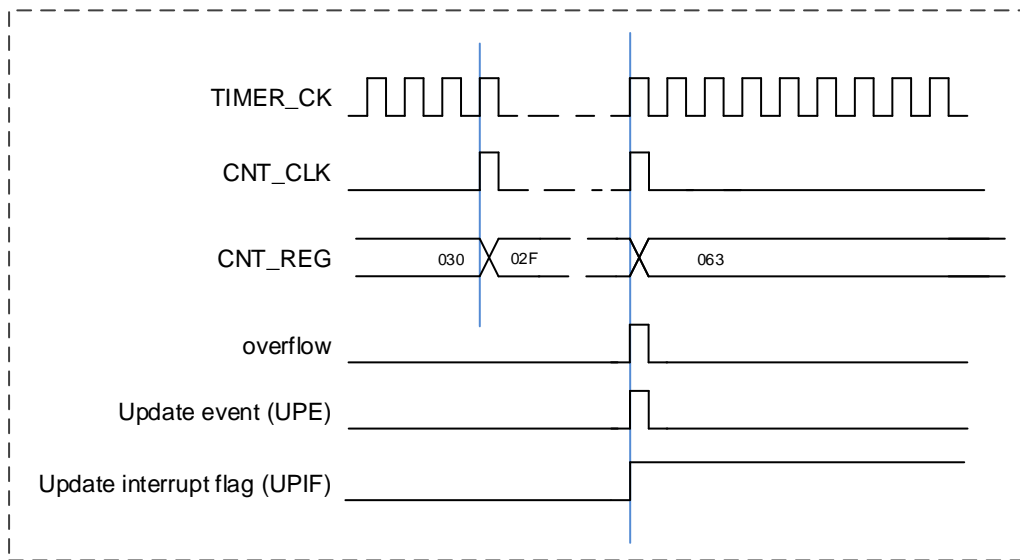 TIMER_CK
CNT_CLK
CNT_REG 030 02F 063
overflow
Update event (UPE)
Update interrupt flag (UPIF)